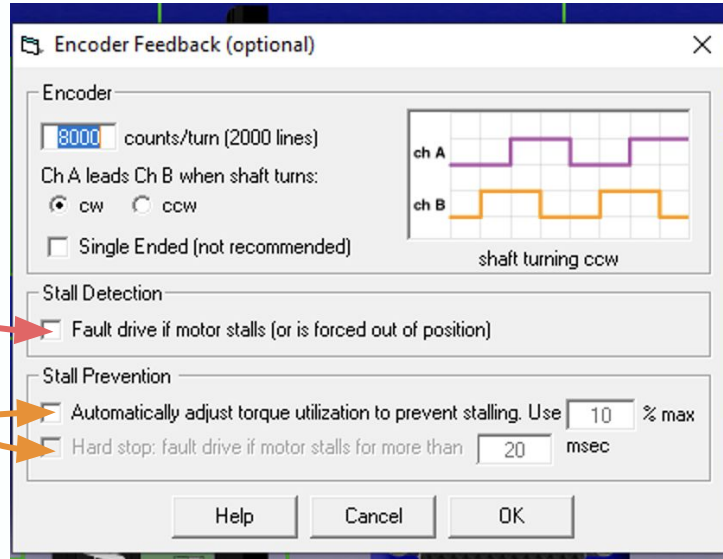 Encoder Feedback (optional)
Encoder
8000 counts/turn (2000 lines)
Ch A leads Ch B when shaft turns:
cw ccw
Single Ended (not recommended)
ch A
ch B
shaft turning ccw
Stall Detection
Fault drive if motor stalls (or is forced out of position)
Stall Prevention
Automatically adjust torque utilization to prevent stalling. Use 10 % max
Hard stop: fault drive if motor stalls for more than 20 msec
Help Cancel OK